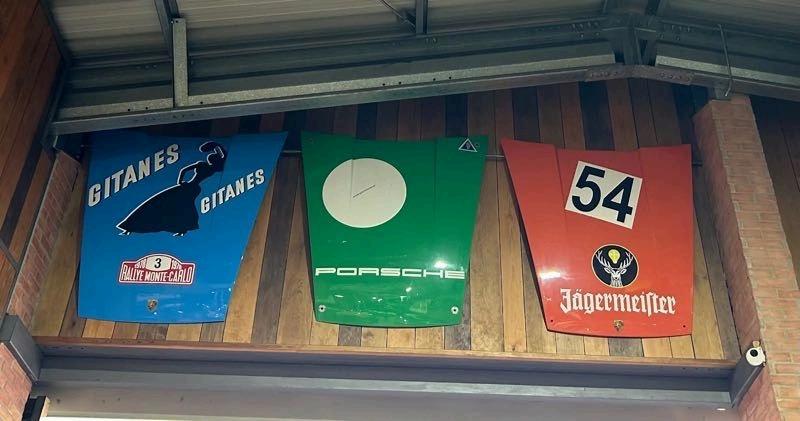 GITANES
GITANES
3
RALLYE MONTE-CARLO
PORSCHE
54
Jägermeister